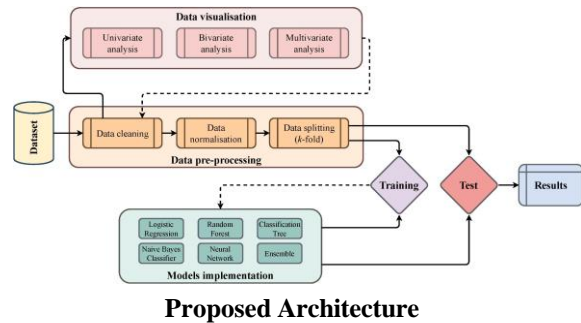 Data visualisation
Univariate
analysis
Bivariate
analysis
Multivariate
analysis
Dataset
Data cleaning
Data
normalisation
Data splitting
(k-fold)
Data pre-processing
Training
Test
Results
Logistic
Regression
Random
Forest
Classification
Tree
Naive Bayes
Classifier
Neural
Network
Ensemble
Models implementation
Proposed Architecture